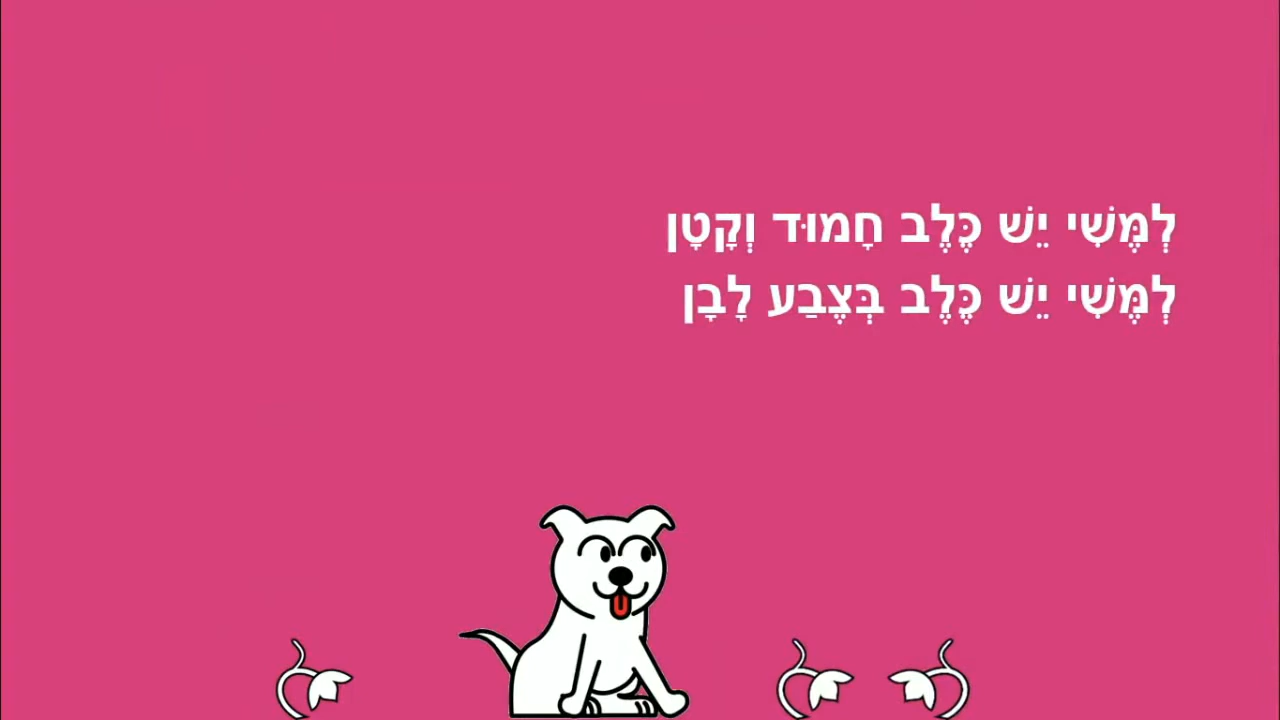 לְמֶּשִׁי יֵשׁ כֶּלֶב חָמוּד וְקָטָן
לְמֶּשִׁי יֵשׁ כֶּלֶב בְּצֶבַע לָבָן